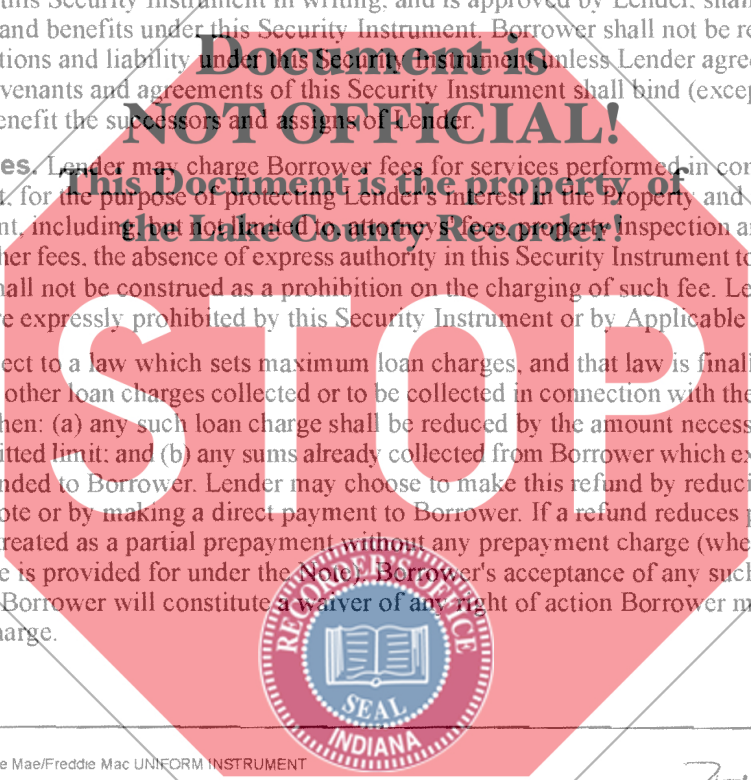 this Security Instrument in writing, and is approved by Lender, shal
and benefits under this Security Instrument. Borrower shall not be re
tions and liability under this Security Instrument unless Lender agre
venants and agreements of this Security Instrument shall bind (excep
enefit the successors and assigns of Lender.
Document is
NOT OFFICIAL!
This Document is the property of
the Lake County Recorder!
es. Lender may charge Borrower fees for services performed in con
t, for the purpose of protecting Lender's interest in the Property and
nt, including, but not limited to, attorneys' fees, property inspection a
her fees, the absence of express authority in this Security Instrument to
hall not be construed as a prohibition on the charging of such fee. Le
re expressly prohibited by this Security Instrument or by Applicable
STOP
ect to a law which sets maximum loan charges, and that law is finali
other loan charges collected or to be collected in connection with the
hen: (a) any such loan charge shall be reduced by the amount necess
itted limit; and (b) any sums already collected from Borrower which ex
nded to Borrower. Lender may choose to make this refund by reduci
ote or by making a direct payment to Borrower. If a refund reduces p
reated as a partial prepayment without any prepayment charge (whe
e is provided for under the Note). Borrower's acceptance of any such
Borrower will constitute a waiver of any right of action Borrower m
harge.
RECORDER'S OFFICE
SEAL
INDIANA
e Mae/Freddie Mac UNIFORM INSTRUMENT